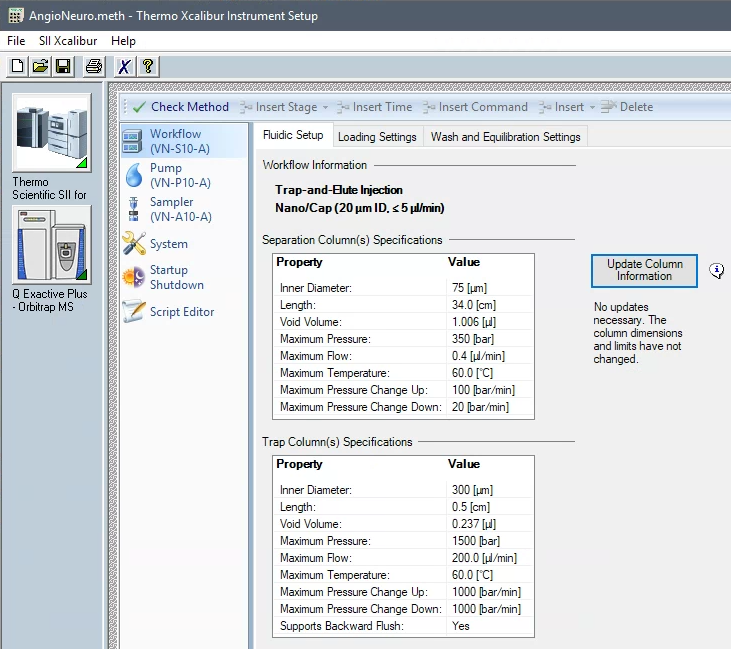 AngioNeuro.meth - Thermo Xcalibur Instrument Setup
File SII Xcalibur Help
Check Method Insert Stage Insert Time Insert Command Insert Delete
Thermo
Scientific SII for
Q Exactive Plus
- Orbitrap MS
Workflow
(VN-S10-A)
Pump
(VN-P10-A)
Sampler
(VN-A10-A)
System
Startup
Shutdown
Script Editor
Fluidic Setup Loading Settings Wash and Equilibration Settings
Workflow Information
Trap-and-Elute Injection
Nano/Cap (20 µm ID, ≤ 5 µl/min)
Separation Column(s) Specifications
Property Value
Inner Diameter: 75 [µm]
Length: 34.0 [cm]
Void Volume: 1.006 [µl]
Maximum Pressure: 350 [bar]
Maximum Flow: 0.4 [µl/min]
Maximum Temperature: 60.0 [°C]
Maximum Pressure Change Up: 100 [bar/min]
Maximum Pressure Change Down: 20 [bar/min]
Update Column
Information
No updates
necessary. The
column dimensions
and limits have not
changed.
Trap Column(s) Specifications
Property Value
Inner Diameter: 300 [µm]
Length: 0.5 [cm]
Void Volume: 0.237 [µl]
Maximum Pressure: 1500 [bar]
Maximum Flow: 200.0 [µl/min]
Maximum Temperature: 60.0 [°C]
Maximum Pressure Change Up: 1000 [bar/min]
Maximum Pressure Change Down: 1000 [bar/min]
Supports Backward Flush: Yes